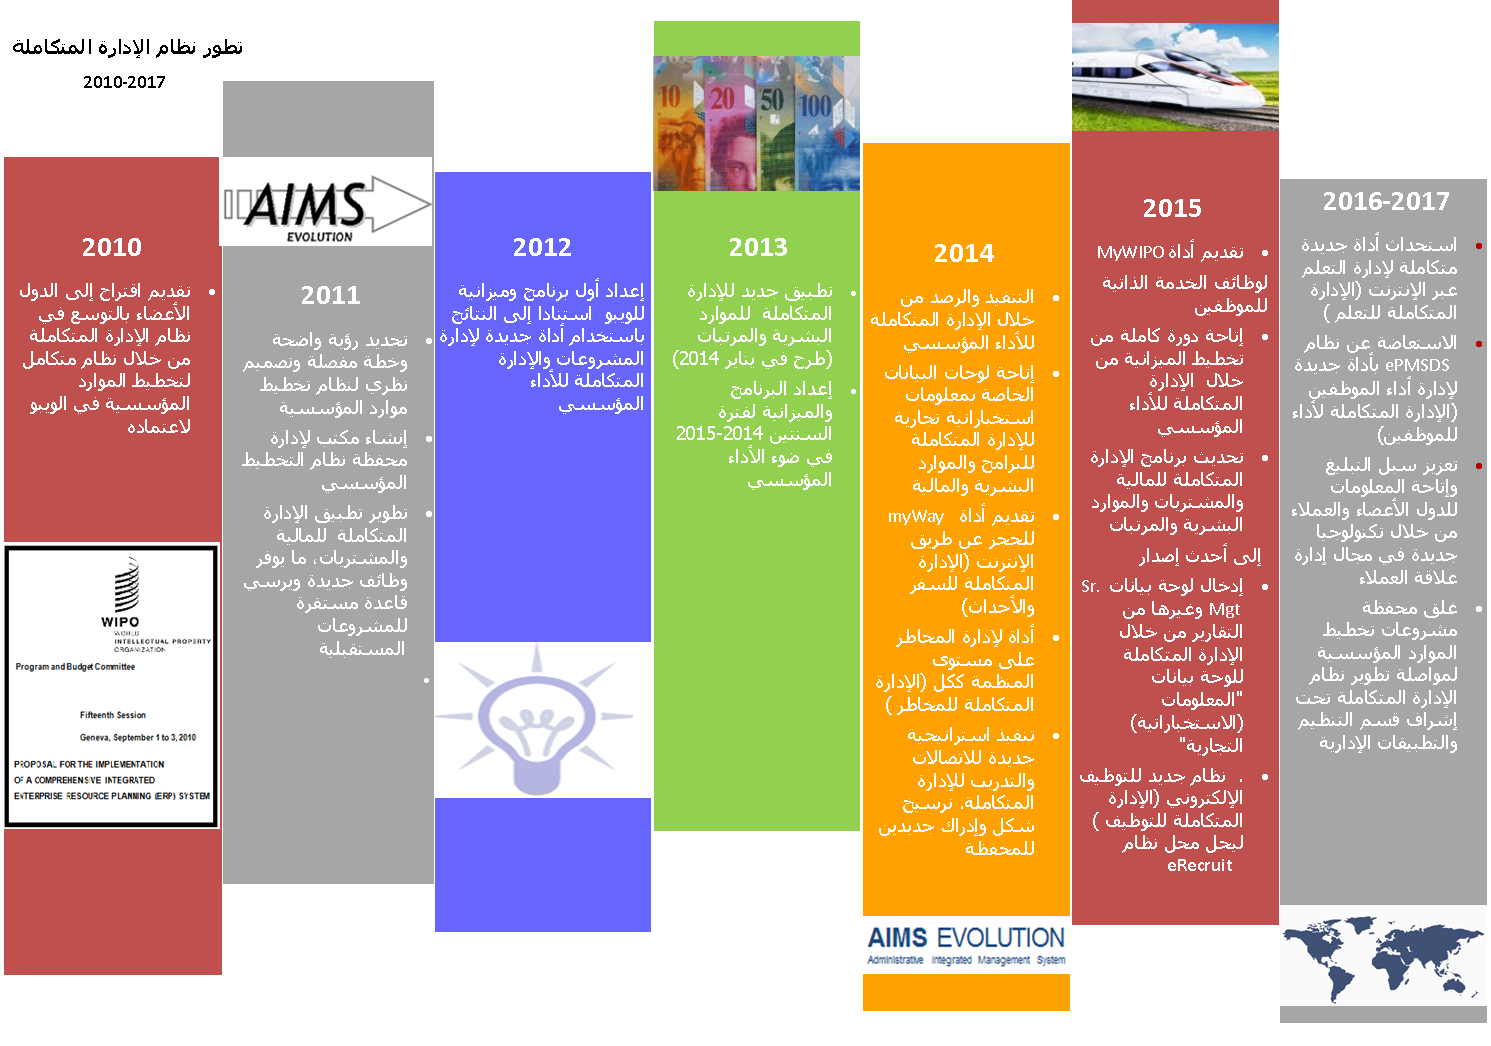 تطور نظام الإدارة المتكاملة
2010-2017
2010
• تقديم اقتراح إلى الدول
الأعضاء بالتوسع في
نظام الإدارة المتكاملة
من خلال نظام متكامل
لتخطيط الموارد
المؤسسية في الويبو
لاعتماده
WIPO
WORLD
INTELLECTUAL PROPERTY
ORGANIZATION
Program and Budget Committee
Fifteenth Session
Geneva, September 1 to 3, 2010
PROPOSAL FOR THE IMPLEMENTATION
OF A COMPREHENSIVE INTEGRATED
ENTERPRISE RESOURCE PLANNING (ERP) SYSTEM
AIMS
EVOLUTION
2011
• تحديد رؤية واضحة
وخطة مفصلة وتصميم
نظري لنظام تخطيط
موارد المؤسسية
• إنشاء مكتب لإدارة
محفظة نظام التخطيط
المؤسسي
• تطوير تطبيق الإدارة
المتكاملة للمالية
والمشتريات، ما يوفر
وظائف جديدة ويرسي
قاعدة مستقرة
للمشروعات
المستقبلية
•
2012
إعداد أول برنامج وميزانية
للويبو استنادا إلى النتائج
باستخدام أداة جديدة لإدارة
المشروعات والإدارة
المتكاملة للأداء
المؤسسي
10 20 50 100
2013
• تطبيق جديد للإدارة
المتكاملة للموارد
البشرية والمرتبات
(طرح في يناير 2014)
• إعداد البرنامج
والميزانية لفترة
السنتين 2014-2015
في ضوء الأداء
المؤسسي
2014
• التنفيذ والرصد من
خلال الإدارة المتكاملة
للأداء المؤسسي
• إتاحة لوحات البيانات
الخاصة بمعلومات
استخباراتية تجارية
للإدارة المتكاملة
للبرامج والموارد
البشرية والمالية
• تقديم أداة myWay
للحجز عن طريق
الإنترنت (الإدارة
المتكاملة للسفر
والأحداث)
• أداة لإدارة المخاطر
على مستوى
المنظمة ككل (الإدارة
المتكاملة للمخاطر )
• تنفيذ استراتيجية
جديدة للاتصالات
والتدريب للإدارة
المتكاملة. ترسيخ
شكل وإدراك جديدين
للمحفظة
AIMS EVOLUTION
Administrative Integrated Management System
2015
• تقديم أداة MyWIPO
لوظائف الخدمة الذاتية
للموظفين
• إتاحة دورة كاملة من
تخطيط الميزانية من
خلال الإدارة
المتكاملة للأداء
المؤسسي
• تحديث برنامج الإدارة
المتكاملة للمالية
والمشتريات والموارد
البشرية والمرتبات
إلى أحدث إصدار
• إدخال لوحة بيانات Sr.
Mgt وغيرها من
التقارير من خلال
الإدارة المتكاملة
للوحة بيانات
"المعلومات
(الاستخباراتية)
التجارية"
• . نظام جديد للتوظيف
الإلكتروني (الإدارة
المتكاملة للتوظيف )
ليحل محل نظام
eRecruit
2016-2017
• استحداث أداة جديدة
متكاملة لإدارة التعلم
عبر الإنترنت (الإدارة
المتكاملة للتعلم )
• الاستعاضة عن نظام
ePMSDS بأداة جديدة
لإدارة أداء الموظفين
(الإدارة المتكاملة لأداء
للموظفين)
• تعزيز سبل التبليغ
وإتاحة المعلومات
للدول الأعضاء والعملاء
من خلال تكنولوجيا
جديدة في مجال إدارة
علاقة العملاء
• غلق محفظة
مشروعات تخطيط
الموارد المؤسسية
لمواصلة تطوير نظام
الإدارة المتكاملة تحت
إشراف قسم التنظيم
والتطبيقات الإدارية